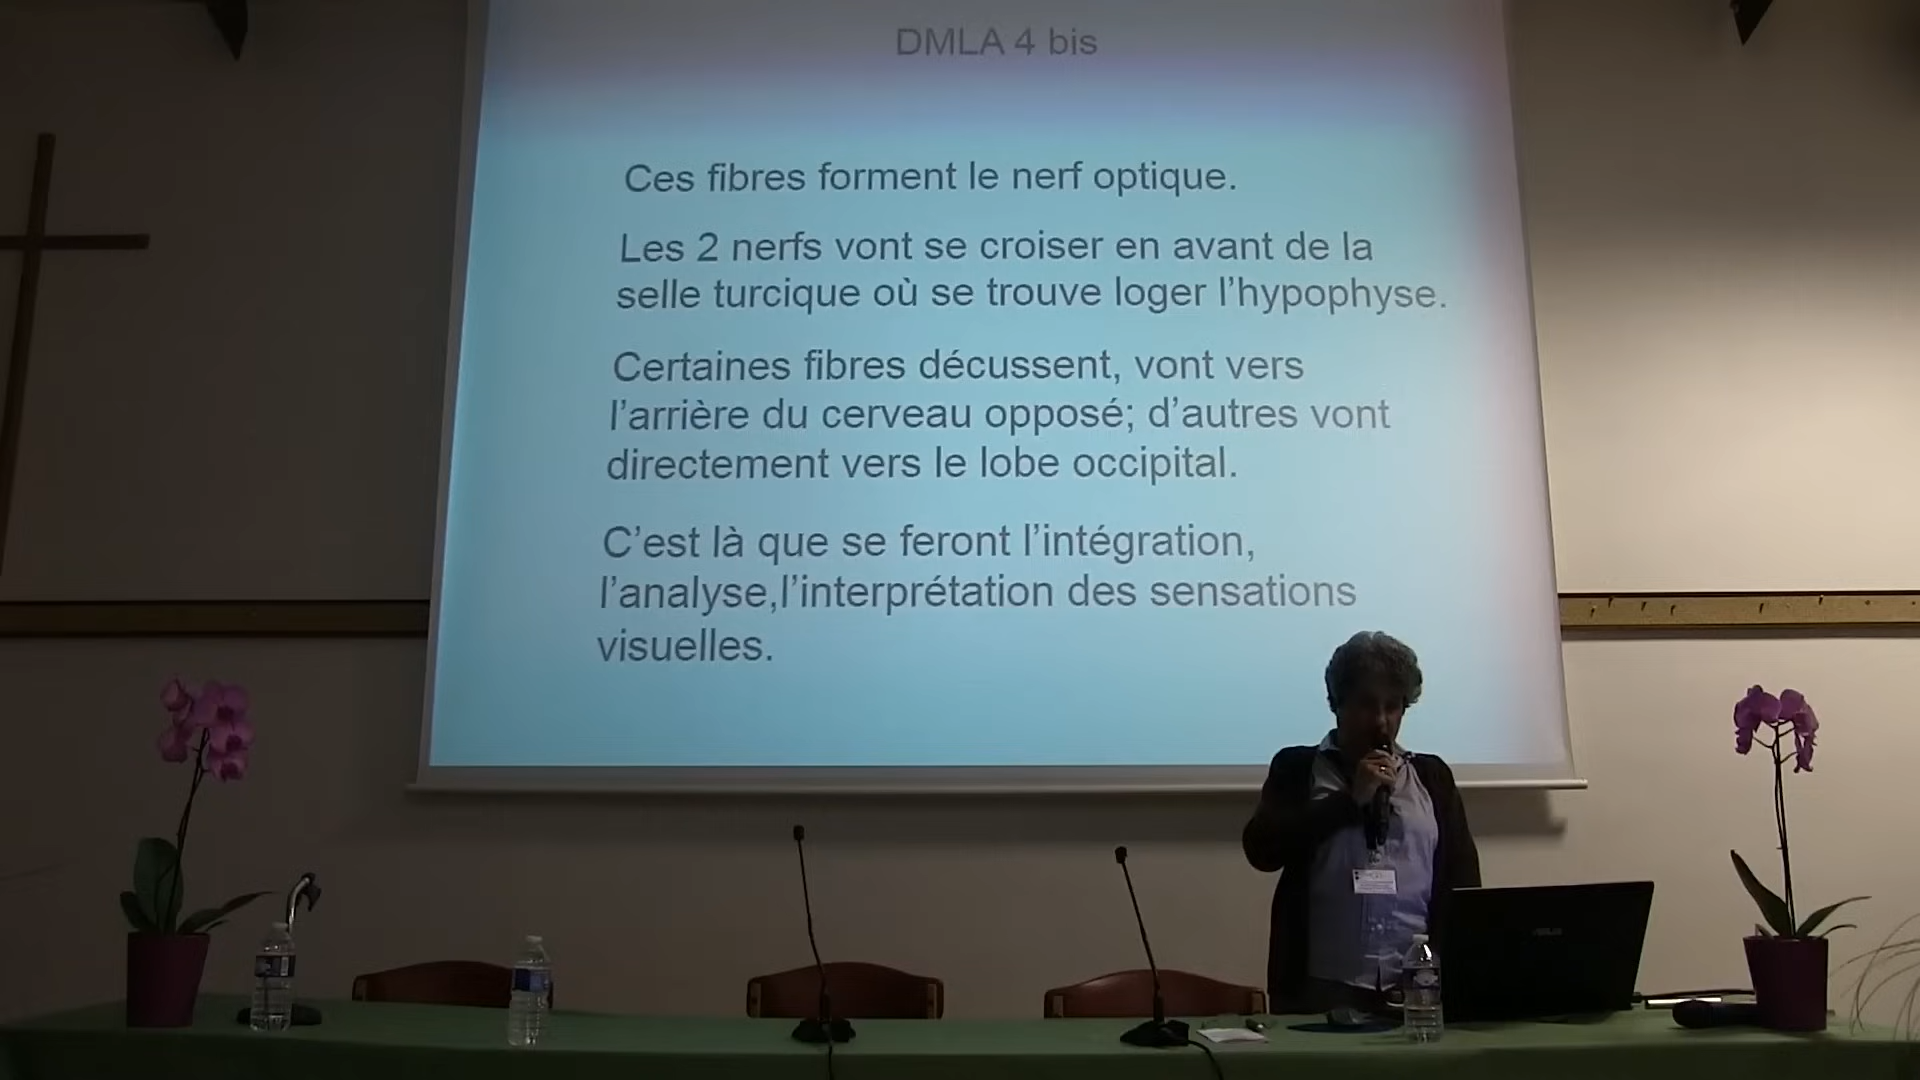 DMLA 4 bis
Ces fibres forment le nerf optique.
Les 2 nerfs vont se croiser en avant de la
selle turcique où se trouve loger l'hypophyse.
Certaines fibres décussent, vont vers
l'arrière du cerveau opposé; d'autres vont
directement vers le lobe occipital.
C'est là que se feront l'intégration,
l'analyse,l'interprétation des sensations
visuelles.
ASUS